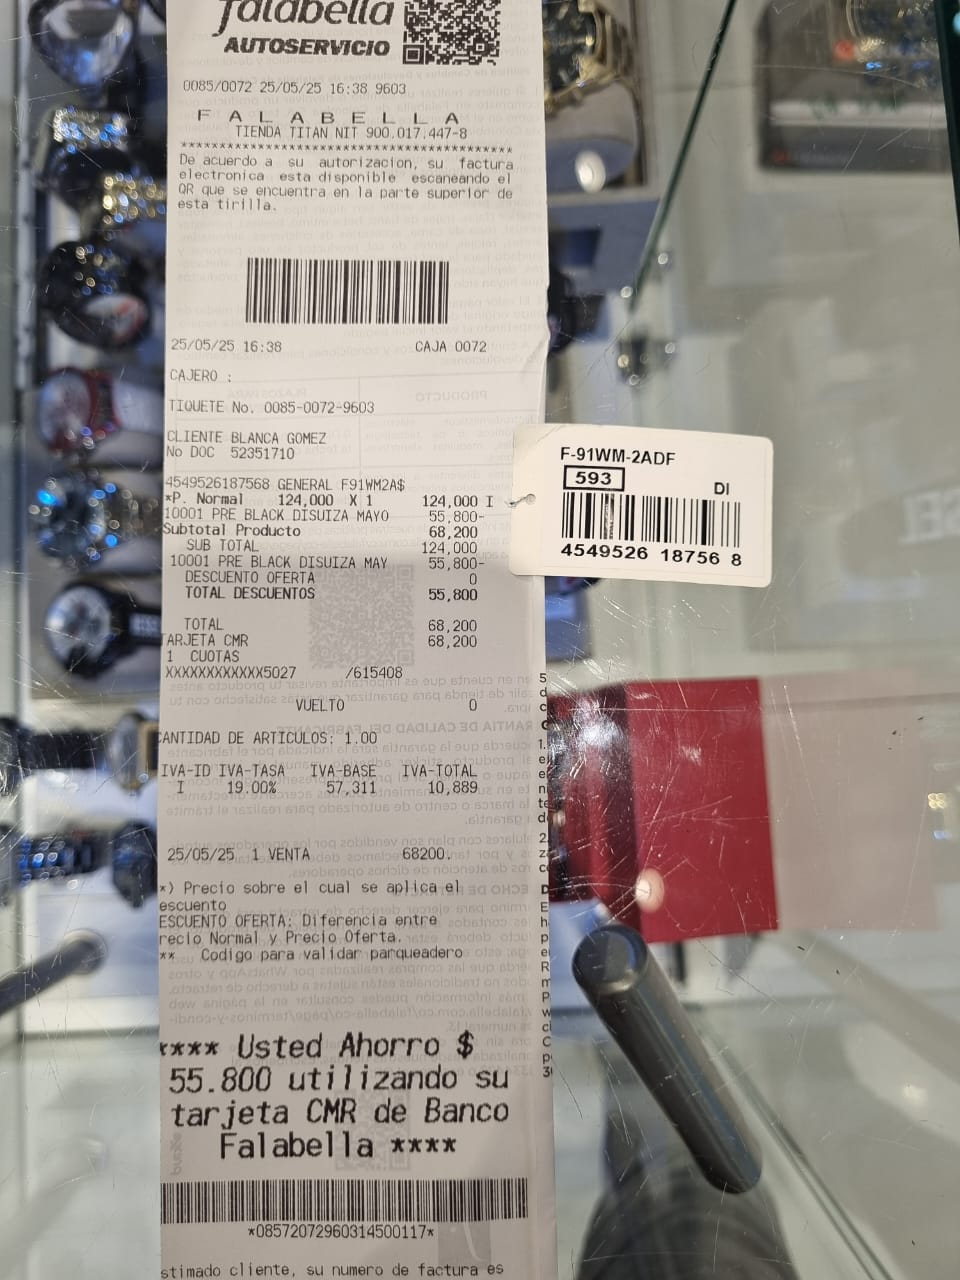 falabella
AUTOSERVICIO
0085/0072 25/05/25 16:38 9603
F A L A B E L L A
TIENDA TITAN NIT 900.017.447-8
**************************************************
De acuerdo a su autorizacion, su factura
electronica esta disponible escaneando el
QR que se encuentra en la parte superior de
esta tirilla.
25/05/25 16:38 CAJA 0072
CAJERO :
TIQUETE No. 0085-0072-9603
CLIENTE BLANCA GOMEZ
No DOC 52351710
4549526187568 GENERAL F91WM2A$
*P. Normal 124,000 X 1 124,000 I
10001 PRE BLACK DISUIZA MAYO 55,800-
Subtotal Producto 68,200
SUB TOTAL 124,000
10001 PRE BLACK DISUIZA MAY 55,800-
DESCUENTO OFERTA 0
TOTAL DESCUENTOS 55,800
TOTAL 68,200
TARJETA CMR 68,200
1 CUOTAS
XXXXXXXXXXXX5027 /615408
VUELTO 0
CANTIDAD DE ARTICULOS: 1.00
IVA-ID IVA-TASA IVA-BASE IVA-TOTAL
I 19.00% 57,311 10,889
25/05/25 1 VENTA 68200.
*) Precio sobre el cual se aplica el
escuento
ESCUENTO OFERTA: Diferencia entre
recio Normal y Precio Oferta.
** Codigo para validar parqueadero
**** Usted Ahorro $
55.800 utilizando su
tarjeta CMR de Banco
Falabella ****
*08572072960314500117*
stimado cliente, su numero de factura es
F-91WM-2ADF
593
DI
4549526 18756 8